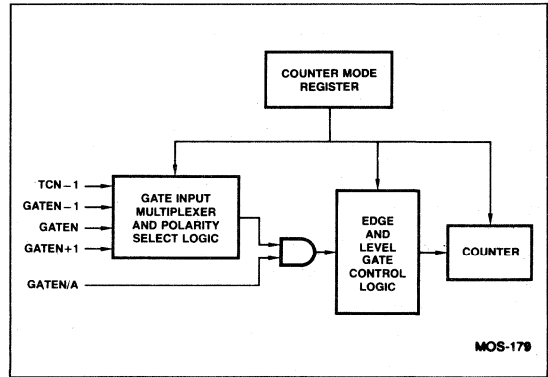 COUNTER MODE
REGISTER
TCN–1
GATEN–1
GATEN
GATEN+1
GATEN/A
GATE INPUT
MULTIPLEXER
AND POLARITY
SELECT LOGIC
EDGE
AND
LEVEL
GATE
CONTROL
LOGIC
COUNTER
MOS-179